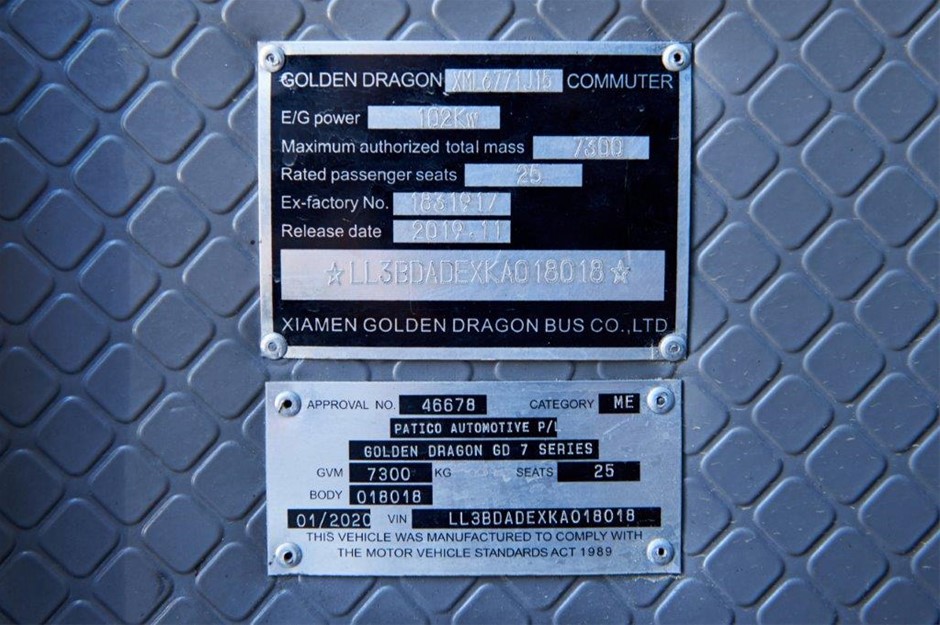 GOLDEN DRAGON XML6771J15 COMMUTER
E/G power 102Kw
Maximum authorized total mass 7300
Rated passenger seats 25
Ex-factory No. 1831917
Release date 2019.11
☆LL3BDADEXKA018018☆
XIAMEN GOLDEN DRAGON BUS CO.,LTD
APPROVAL NO. 46678 CATEGORY ME
PATICO AUTOMOTIVE P/L
GOLDEN DRAGON GD 7 SERIES
GVM 7300 KG SEATS 25
BODY 018018
01/2020 VIN LL3BDADEXKA018018
THIS VEHICLE WAS MANUFACTURED TO COMPLY WITH
THE MOTOR VEHICLE STANDARDS ACT 1989